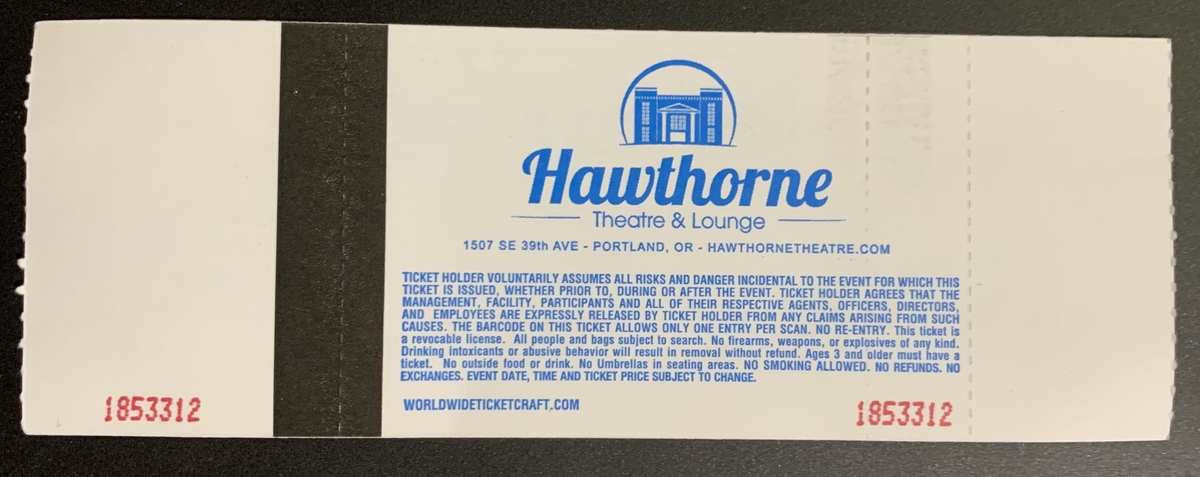 Hawthorne
Theatre & Lounge
1507 SE 39th AVE - PORTLAND, OR - HAWTHORNETHEATRE.COM
TICKET HOLDER VOLUNTARILY ASSUMES ALL RISKS AND DANGER INCIDENTAL TO THE EVENT FOR WHICH THIS
TICKET IS ISSUED, WHETHER PRIOR TO, DURING OR AFTER THE EVENT. TICKET HOLDER AGREES THAT THE
MANAGEMENT, FACILITY, PARTICIPANTS AND ALL OF THEIR RESPECTIVE AGENTS, OFFICERS, DIRECTORS,
AND EMPLOYEES ARE EXPRESSLY RELEASED BY TICKET HOLDER FROM ANY CLAIMS ARISING FROM SUCH
CAUSES. THE BARCODE ON THIS TICKET ALLOWS ONLY ONE ENTRY PER SCAN. NO RE-ENTRY. This ticket is
a revocable license. All people and bags subject to search. No firearms, weapons, or explosives of any kind.
Drinking intoxicants or abusive behavior will result in removal without refund. Ages 3 and older must have a
ticket. No outside food or drink. No Umbrellas in seating areas. NO SMOKING ALLOWED. NO REFUNDS. NO
EXCHANGES. EVENT DATE, TIME AND TICKET PRICE SUBJECT TO CHANGE.
WORLDWIDETICKETCRAFT.COM
1853312
1853312